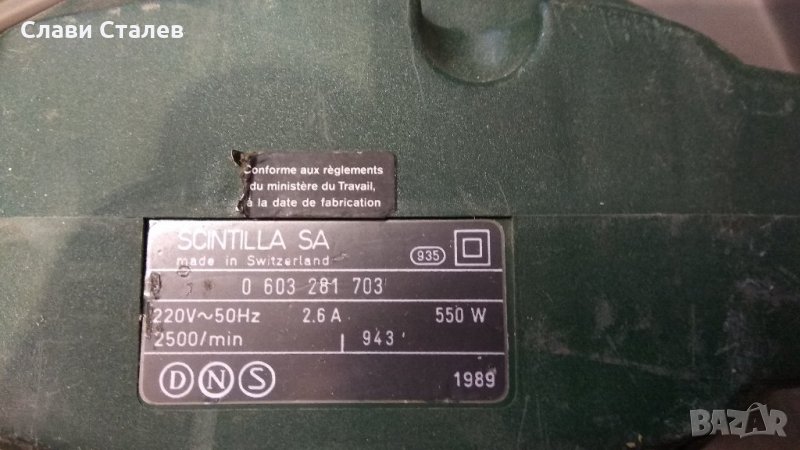 Слави Сталев
Conforme aux règlements
du ministère du Travail,
à la date de fabrication
SCINTILLA SA
made in Switzerland
935
0 603 281 703
220V~50Hz 2.6 A 550 W
2500/min 943
D N S 1989
BAZAR